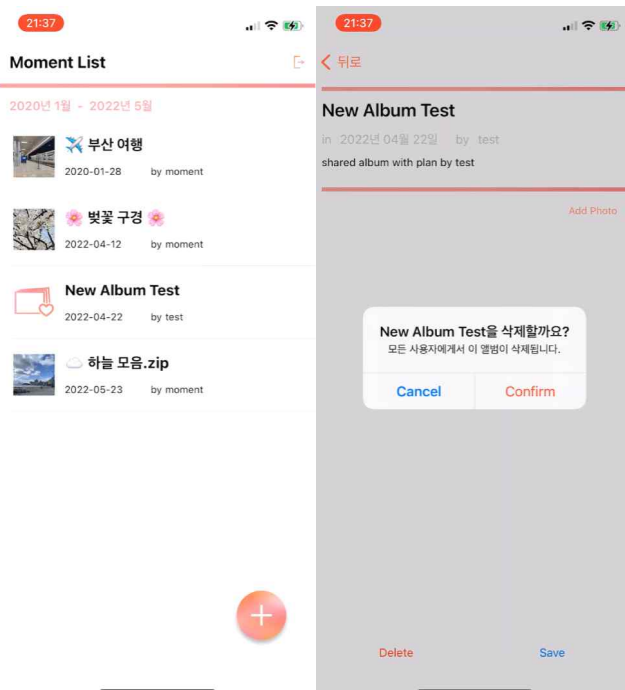 21:37
Moment List
2020년 1월 - 2022년 5월
✈️ 부산 여행
2020-01-28 by moment
🌸 벚꽃 구경 🌸
2022-04-12 by moment
New Album Test
2022-04-22 by test
☁️ 하늘 모음.zip
2022-05-23 by moment
21:37
뒤로
New Album Test
in 2022년 04월 22일 by test
shared album with plan by test
Add Photo
New Album Test을 삭제할까요?
모든 사용자에게서 이 앨범이 삭제됩니다.
Cancel Confirm
Delete Save